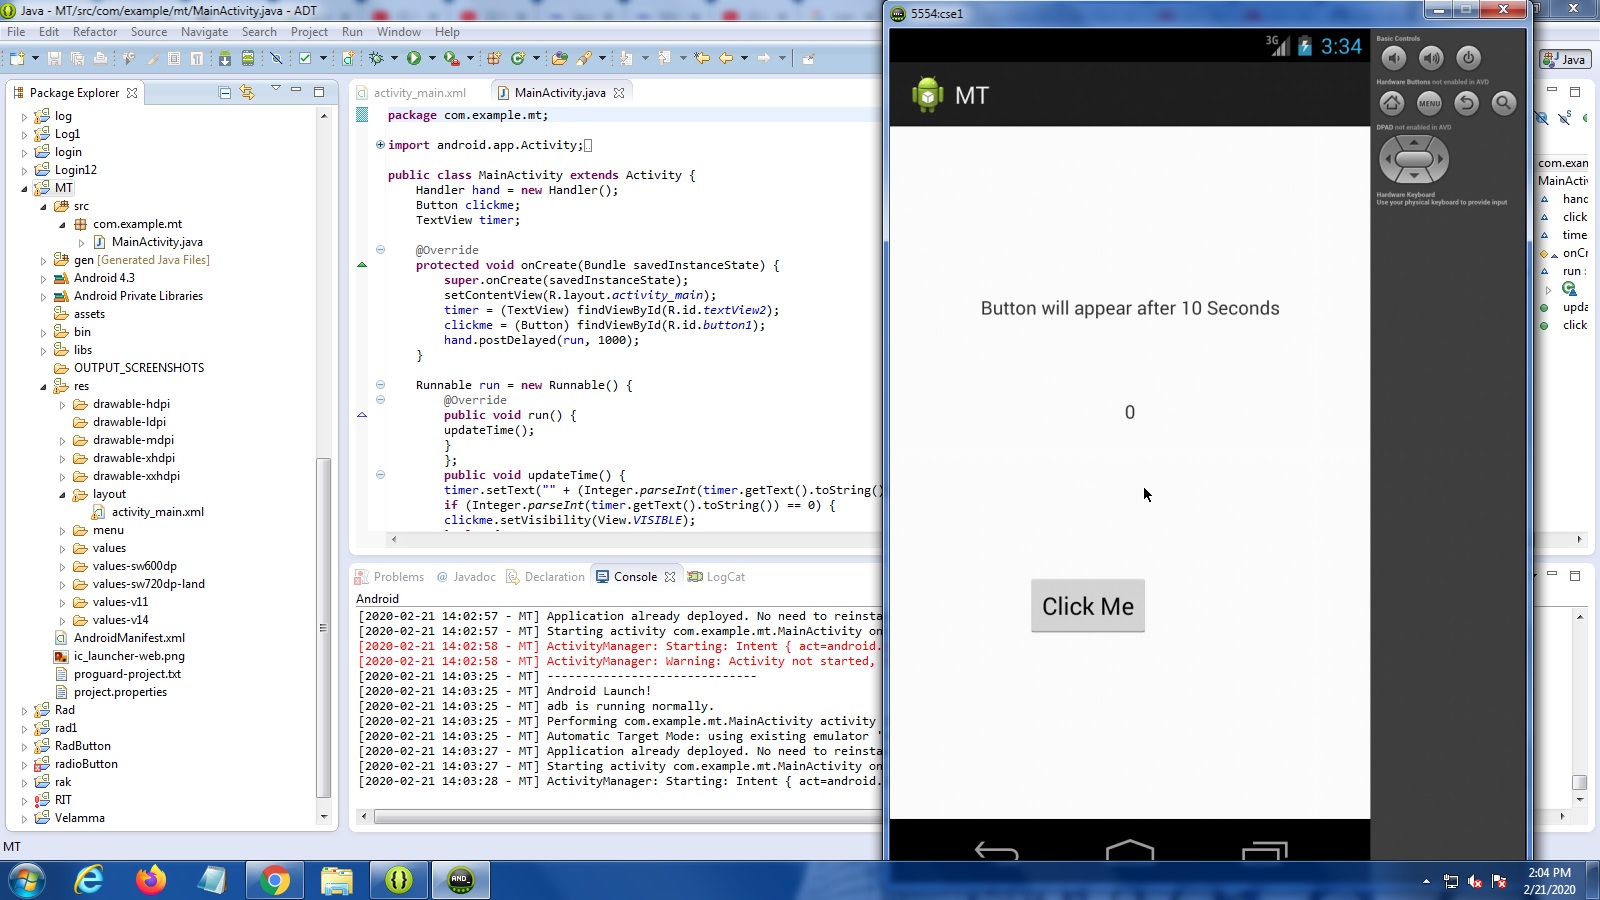 Java - MT/src/com/example/mt/MainActivity.java - ADT
File Edit Refactor Source Navigate Search Project Run Window Help
Package Explorer
log
Log1
login
Login12
MT
src
com.example.mt
MainActivity.java
gen [Generated Java Files]
Android 4.3
Android Private Libraries
assets
bin
libs
OUTPUT_SCREENSHOTS
res
drawable-hdpi
drawable-ldpi
drawable-mdpi
drawable-xhdpi
drawable-xxhdpi
layout
activity_main.xml
menu
values
values-sw600dp
values-sw720dp-land
values-v11
values-v14
AndroidManifest.xml
ic_launcher-web.png
proguard-project.txt
project.properties
Rad
rad1
RadButton
radioButton
rak
RIT
Velamma
MT
activity_main.xml MainActivity.java
package com.example.mt;
import android.app.Activity;
public class MainActivity extends Activity {
Handler hand = new Handler();
Button clickme;
TextView timer;
@Override
protected void onCreate(Bundle savedInstanceState) {
super.onCreate(savedInstanceState);
setContentView(R.layout.activity_main);
timer = (TextView) findViewById(R.id.textView2);
clickme = (Button) findViewById(R.id.button1);
hand.postDelayed(run, 1000);
}
Runnable run = new Runnable() {
@Override
public void run() {
updateTime();
}
};
public void updateTime() {
timer.setText("" + (Integer.parseInt(timer.getText().toString()
if (Integer.parseInt(timer.getText().toString()) == 0) {
clickme.setVisibility(View.VISIBLE);
Problems @ Javadoc Declaration Console LogCat
Android
[2020-02-21 14:02:57 - MT] Application already deployed. No need to reinsta
[2020-02-21 14:02:57 - MT] Starting activity com.example.mt.MainActivity on
[2020-02-21 14:02:58 - MT] ActivityManager: Starting: Intent { act=android.
[2020-02-21 14:02:58 - MT] ActivityManager: Warning: Activity not started,
[2020-02-21 14:03:25 - MT] ------------------------------
[2020-02-21 14:03:25 - MT] Android Launch!
[2020-02-21 14:03:25 - MT] adb is running normally.
[2020-02-21 14:03:25 - MT] Performing com.example.mt.MainActivity activity
[2020-02-21 14:03:25 - MT] Automatic Target Mode: using existing emulator '
[2020-02-21 14:03:27 - MT] Application already deployed. No need to reinsta
[2020-02-21 14:03:27 - MT] Starting activity com.example.mt.MainActivity on
[2020-02-21 14:03:28 - MT] ActivityManager: Starting: Intent { act=android.
5554:cse1
3G 3:34
MT
Button will appear after 10 Seconds
0
Click Me
Basic Controls
Hardware Buttons not enabled in AVD
MENU
DPAD not enabled in AVD
Hardware Keyboard
Use your physical keyboard to provide input
Java
com.exan
MainActiv
hanc
click
time
onCr
run :
upda
click
AND_
2:04 PM
2/21/2020